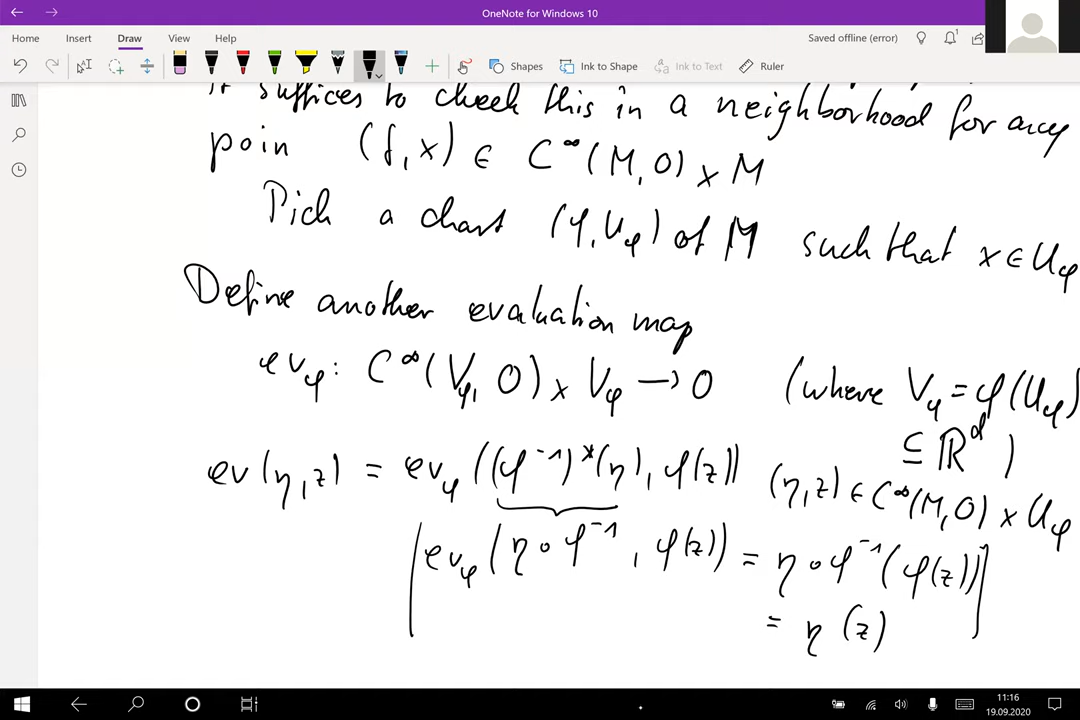 OneNote for Windows 10
Home Insert Draw View Help Saved offline (error)
Shapes Ink to Shape Ink to Text Ruler
it suffices to check this in a neighborhood for any
poin (f, x) ∈ C^∞(M, O) × M
Pick a chart (φ, U_φ) of M such that x ∈ U_φ
Define another evaluation map
ev_φ : C^∞(V_φ, O) × V_φ → O (where V_φ = φ(U_φ)
⊆ ℝ^d )
ev(η, z) = ev_φ((φ^-1)*(η), φ(z)) (η, z) ∈ C^∞(M, O) × U_φ
(ev_φ(η ∘ φ^-1, φ(z)) = η ∘ φ^-1(φ(z))
= η(z))
11:16
19.09.2020